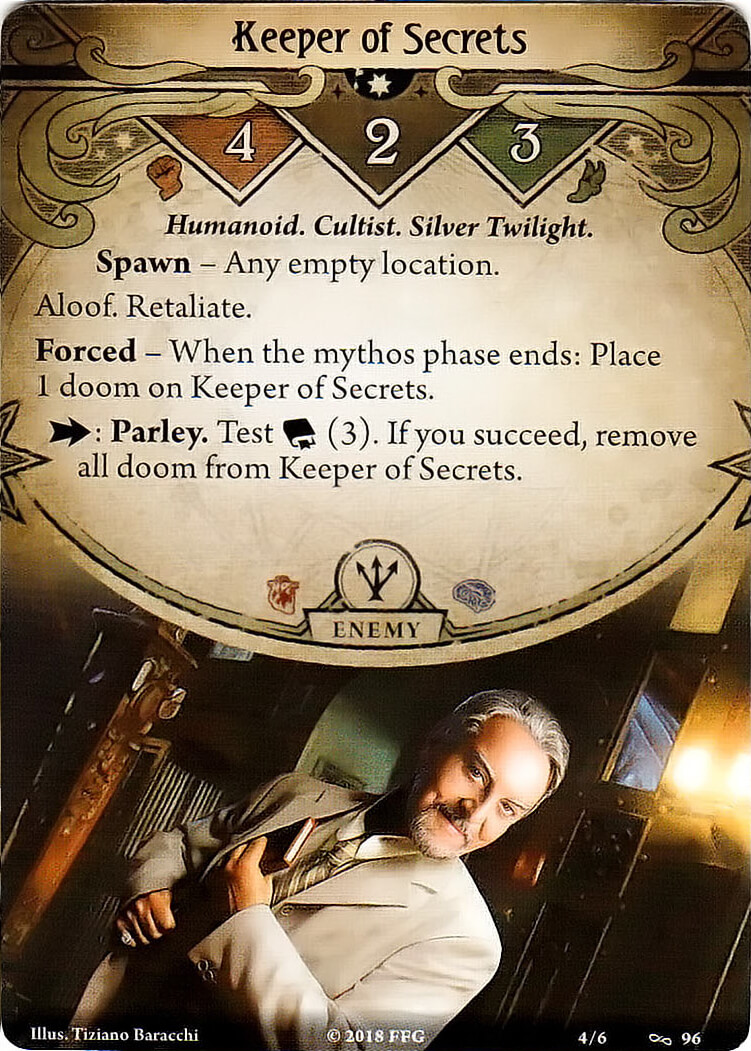 Keeper of Secrets
4 2 3
Humanoid. Cultist. Silver Twilight.
Spawn – Any empty location.
Aloof. Retaliate.
Forced – When the mythos phase ends: Place
1 doom on Keeper of Secrets.
: Parley. Test (3). If you succeed, remove
all doom from Keeper of Secrets.
ENEMY
Illus. Tiziano Baracchi © 2018 FFG 4/6 96